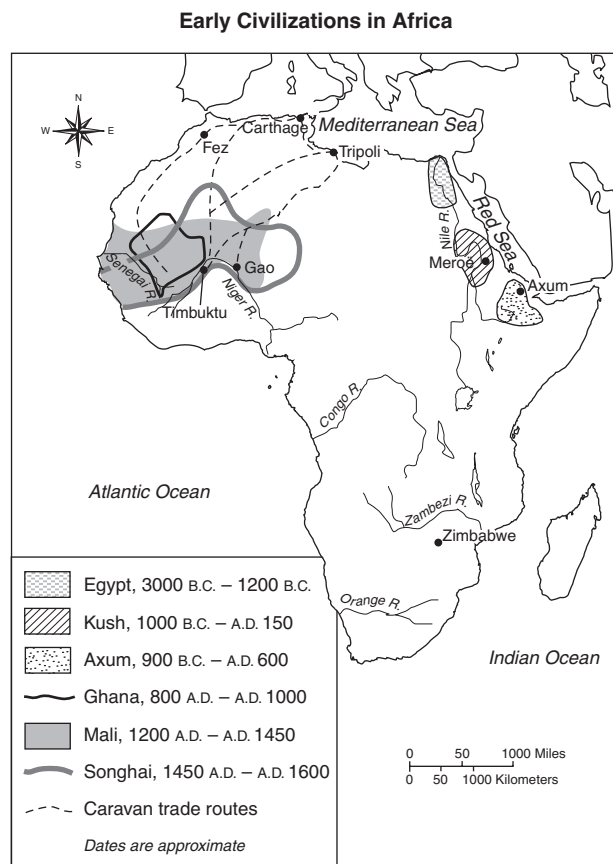 Early Civilizations in Africa
N
W
E
S
Carthage
Mediterranean Sea
Fez
Tripoli
Nile R.
Red Sea
Meroë
Axum
Senegal R.
Gao
Niger R.
Timbuktu
Congo R.
Atlantic Ocean
Zambezi R.
Zimbabwe
Orange R.
Indian Ocean
Egypt, 3000 B.C. – 1200 B.C.
Kush, 1000 B.C. – A.D. 150
Axum, 900 B.C. – A.D. 600
Ghana, 800 A.D. – A.D. 1000
Mali, 1200 A.D. – A.D. 1450
Songhai, 1450 A.D. – A.D. 1600
Caravan trade routes
Dates are approximate
0 50 1000 Miles
0 50 1000 Kilometers